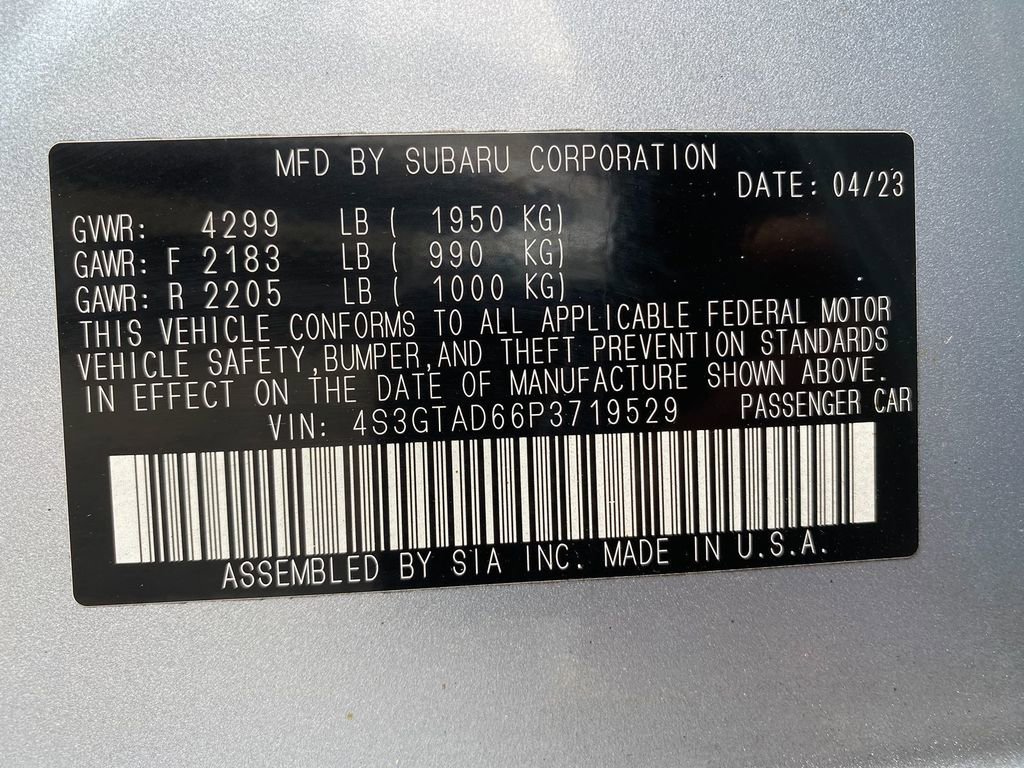 MFD BY SUBARU CORPORATION
DATE: 04/23
GVWR: 4299 LB ( 1950 KG)
GAWR: F 2183 LB ( 990 KG)
GAWR: R 2205 LB ( 1000 KG)
THIS VEHICLE CONFORMS TO ALL APPLICABLE FEDERAL MOTOR
VEHICLE SAFETY,BUMPER,AND THEFT PREVENTION STANDARDS
IN EFFECT ON THE DATE OF MANUFACTURE SHOWN ABOVE.
VIN: 4S3GTAD66P3719529 PASSENGER CAR
ASSEMBLED BY SIA INC. MADE IN U.S.A.